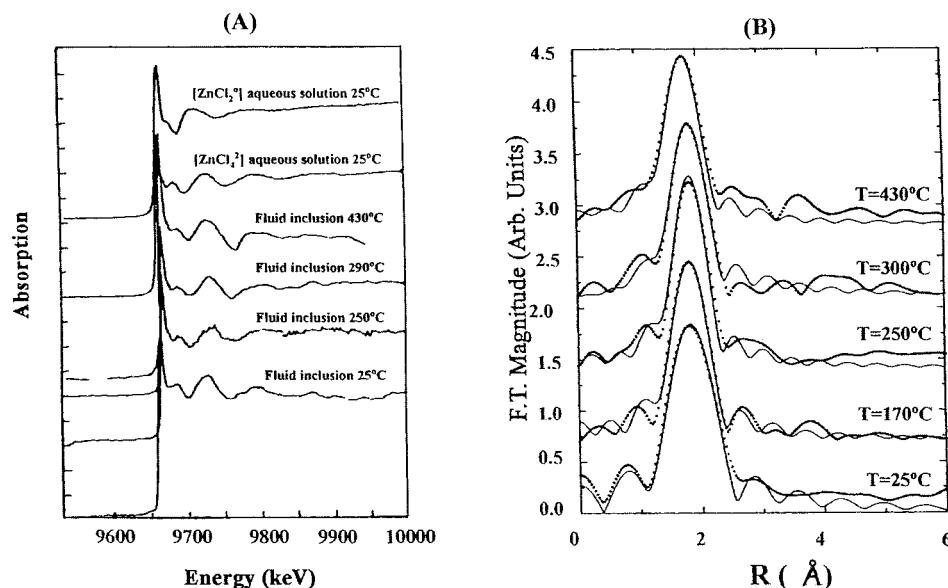 (A)
[ZnCl2°] aqueous solution 25°C
[ZnCl4²] aqueous solution 25°C
Fluid inclusion 430°C
Fluid inclusion 290°C
Fluid inclusion 250°C
Fluid inclusion 25°C
Absorption
9600 9700 9800 9900 10000
Energy (keV)
(B)
4.5
4.0
3.5
3.0
2.5
2.0
1.5
1.0
0.5
0.0
F.T. Magnitude (Arb. Units)
T=430°C
T=300°C
T=250°C
T=170°C
T=25°C
0 2 4 6
R ( Å)